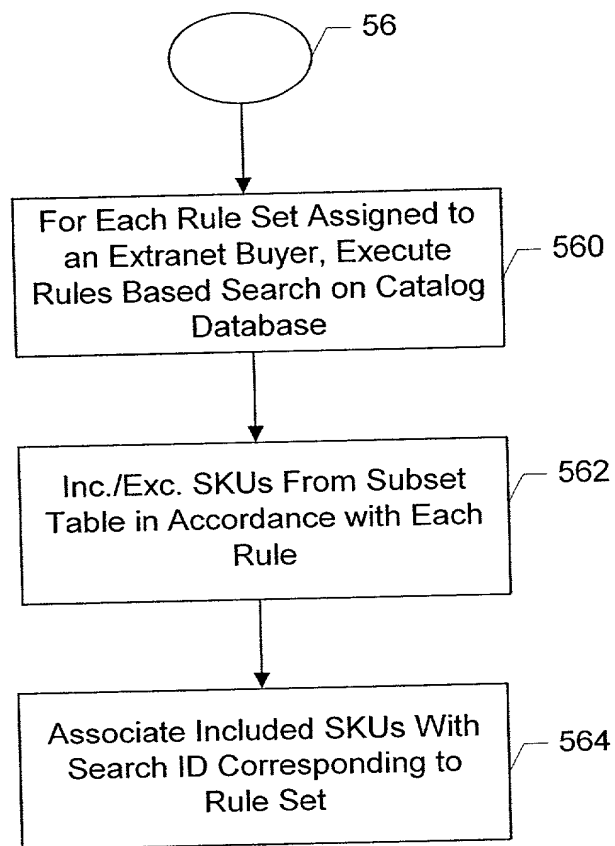 56
For Each Rule Set Assigned to
an Extranet Buyer, Execute
Rules Based Search on Catalog
Database
560
Inc./Exc. SKUs From Subset
Table in Accordance with Each
Rule
562
Associate Included SKUs With
Search ID Corresponding to
Rule Set
564